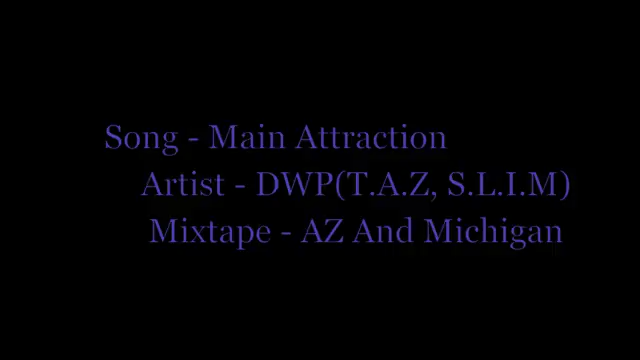 Song - Main Attraction
Artist - DWP(T.A.Z, S.L.I.M)
Mixtape - AZ And Michigan